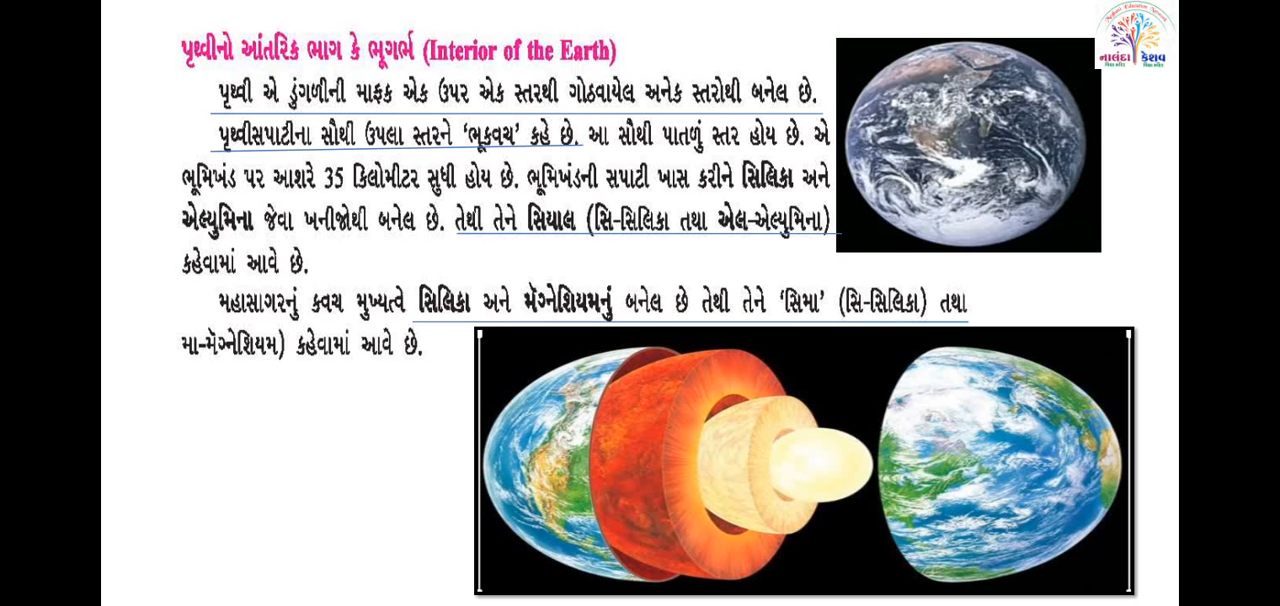 પૃથ્વીનો આંતરિક ભાગ કે ભૂગર્ભ (Interior of the Earth)
પૃથ્વી એ ડુંગળીની માફક એક ઉપર એક સ્તરથી ગોઠવાયેલ અનેક સ્તરોથી બનેલ છે.
પૃથ્વીસપાટીના સૌથી ઉપલા સ્તરને ‘ભૂકવચ’ કહે છે. આ સૌથી પાતળું સ્તર હોય છે. એ
ભૂમિખંડ પર આશરે 35 કિલોમીટર સુધી હોય છે. ભૂમિખંડની સપાટી ખાસ કરીને સિલિકા અને
એલ્યુમિના જેવા ખનીજોથી બનેલ છે. તેથી તેને સિયાલ (સિ-સિલિકા તથા એલ-એલ્યુમિના)
કહેવામાં આવે છે.
મહાસાગરનું કવચ મુખ્યત્વે સિલિકા અને મૅગ્નેશિયમનું બનેલ છે તેથી તેને ‘સિમા’ (સિ-સિલિકા) તથા
મા-મૅગ્નેશિયમ) કહેવામાં આવે છે.
Education Network
નાલંદા કેશવ